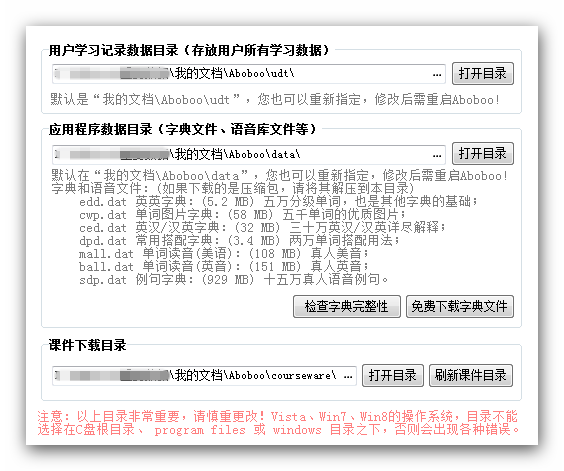 用户学习记录数据目录（存放用户所有学习数据）
\我的文档\Aboboo\udt\ … 打开目录
默认是“我的文档\Aboboo\udt”，您也可以重新指定，修改后需重启Aboboo!
应用程序数据目录（字典文件、语音库文件等）
\我的文档\Aboboo\data\ … 打开目录
默认在“我的文档\Aboboo\data”，您也可以重新指定，修改后需重启Aboboo!
字典和语音文件：(如果下载的是压缩包，请将其解压到本目录)
edd.dat 英英字典：(5.2 MB) 五万分级单词，也是其他字典的基础；
cwp.dat 单词图片字典：(58 MB) 五千单词的优质图片；
ced.dat 英汉/汉英字典：(32 MB) 三十万英汉/汉英详尽解释；
dpd.dat 常用搭配字典：(3.4 MB) 两万单词搭配用法；
mall.dat 单词读音(美语)：(108 MB) 真人美音；
ball.dat 单词读音(英音)：(151 MB) 真人英音；
sdp.dat 例句字典：(929 MB) 十五万真人语音例句。
检查字典完整性 免费下载字典文件
课件下载目录
\我的文档\Aboboo\courseware\ … 打开目录 刷新课件目录
注意：以上目录非常重要，请慎重更改！Vista、Win7、Win8的操作系统，目录不能
选择在C盘根目录、 program files 或 windows 目录之下，否则会出现各种错误。